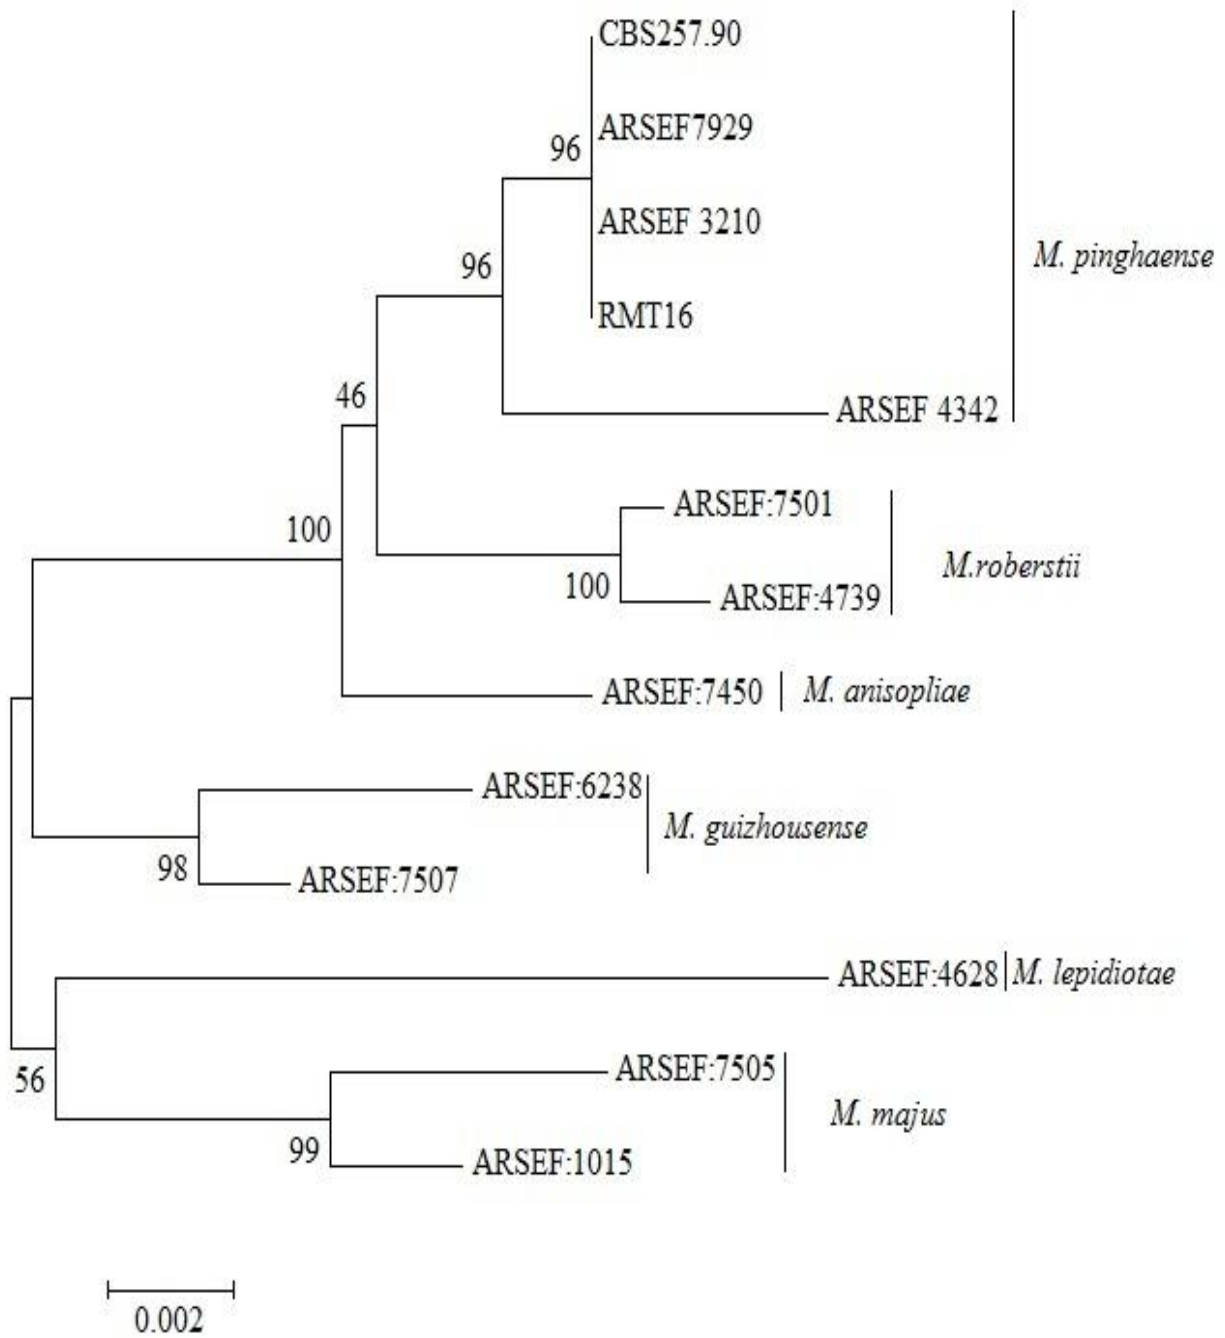 CBS257.90
ARSEF7929
96
ARSEF 3210
M. pinghaense
96
RMT16
46
ARSEF 4342
ARSEF:7501
100
M.roberstii
100
ARSEF:4739
ARSEF:7450
M. anisopliae
ARSEF:6238
M. guizhousense
98
ARSEF:7507
ARSEF:4628
M. lepidiotae
56
ARSEF:7505
M. majus
99
ARSEF:1015
0.002